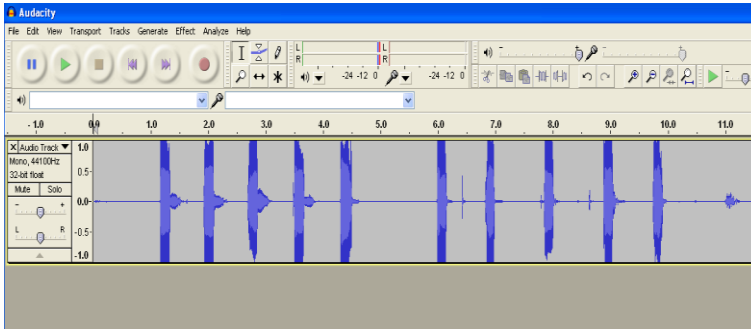 Audacity
File Edit View Transport Tracks Generate Effect Analyze Help
L L
R R
-24 -12 0 -24 -12 0
- 1.0 0.0 1.0 2.0 3.0 4.0 5.0 6.0 7.0 8.0 9.0 10.0 11.0
X Audio Track 1.0
Mono, 44100Hz
32-bit float 0.5
Mute Solo
- + 0.0
L R -0.5
-1.0